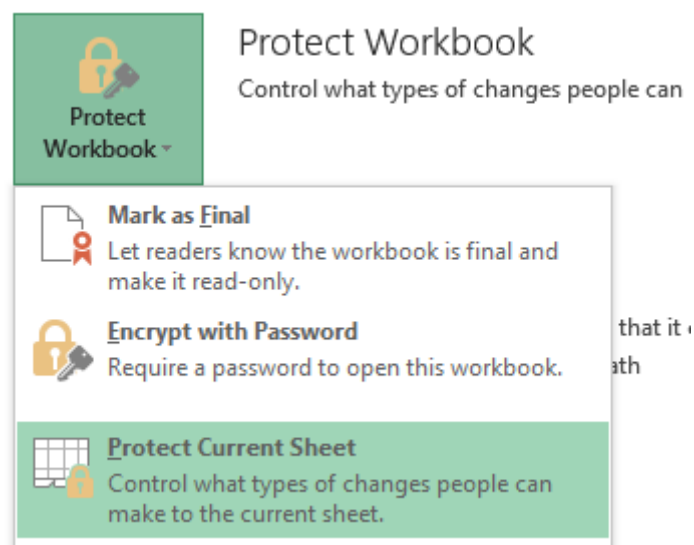 Protect Workbook
Control what types of changes people can
Protect
Workbook
Mark as Final
Let readers know the workbook is final and
make it read-only.
Encrypt with Password
Require a password to open this workbook.
that it
Protect Current Sheet
Control what types of changes people can
make to the current sheet.